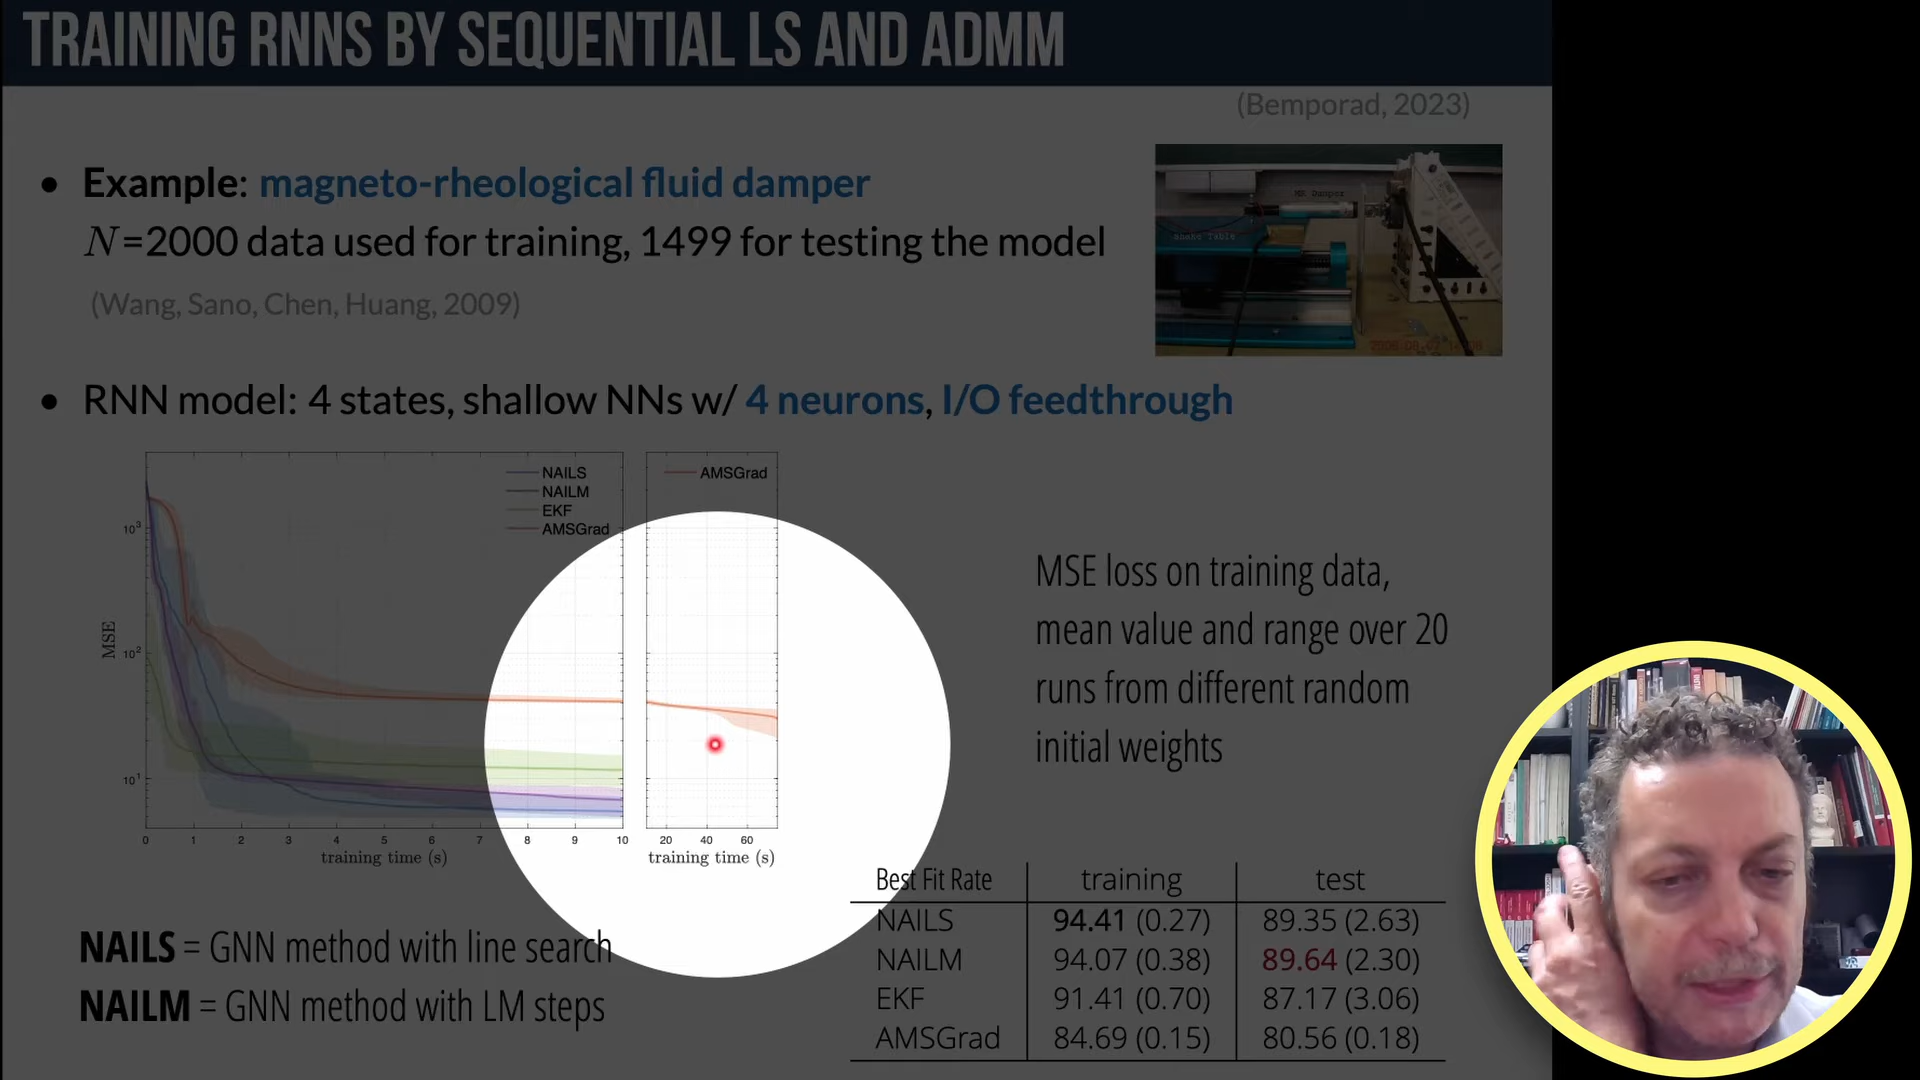 TRAINING RNNS BY SEQUENTIAL LS AND ADMM
(Bemporad, 2023)
• Example: magneto-rheological fluid damper
N=2000 data used for training, 1499 for testing the model
(Wang, Sano, Chen, Huang, 2009)
MR Damper
Shake Table
• RNN model: 4 states, shallow NNs w/ 4 neurons, I/O feedthrough
NAILS
NAILM
EKF
AMSGrad
AMSGrad
MSE
10³
10²
10¹
0 1 2 3 4 5 6 7 8 9 10
training time (s)
20 40 60
training time (s)
MSE loss on training data,
mean value and range over 20
runs from different random
initial weights
NAILS = GNN method with line search
NAILM = GNN method with LM steps
Best Fit Rate training test
NAILS 94.41 (0.27) 89.35 (2.63)
NAILM 94.07 (0.38) 89.64 (2.30)
EKF 91.41 (0.70) 87.17 (3.06)
AMSGrad 84.69 (0.15) 80.56 (0.18)